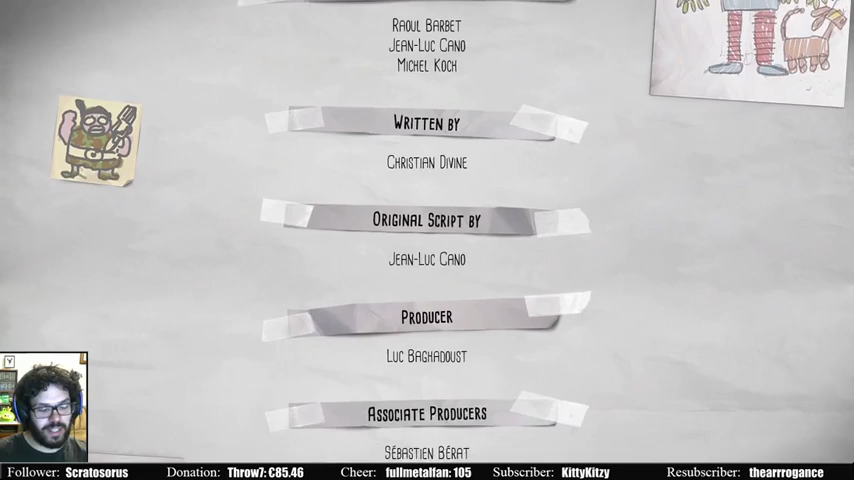 Raoul Barbet
Jean-Luc Cano
Michel Koch
Written by
Christian Divine
Original Script by
Jean-Luc Cano
Producer
Luc Baghadoust
Associate Producers
Sébastien Bérat
Follower: Scratosorus Donation: Throw7: €85.46 Cheer: fullmetalfan: 105 Subscriber: KittyKitzy Resubscriber: thearrrogance